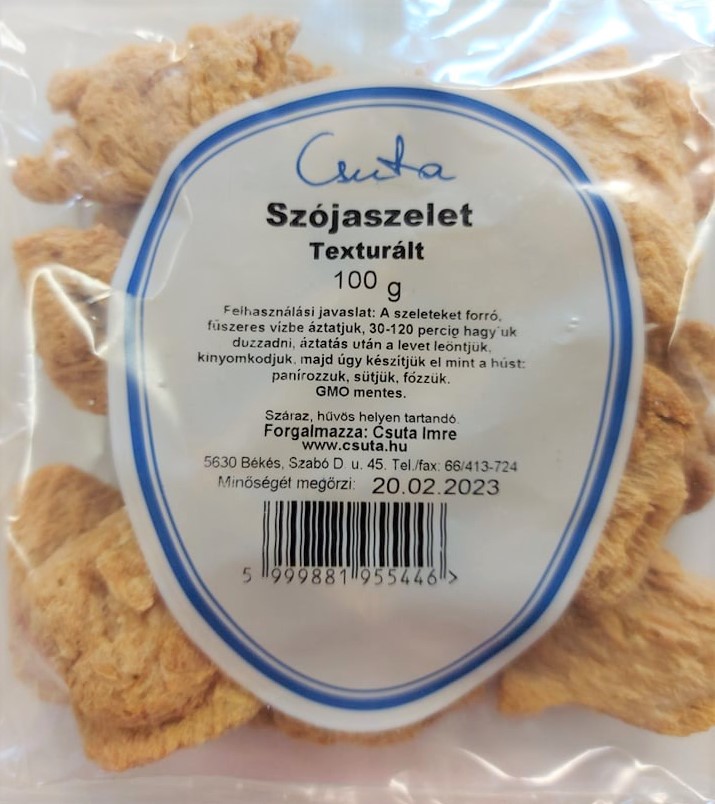 Csuta
Szójaszelet
Texturált
100 g
Felhasználási javaslat: A szeleteket forró,
fűszeres vízbe áztatjuk, 30-120 percig hagy uk
duzzadni, áztatás után a levet leöntjük,
kinyomkodjuk, majd úgy készítjük el mint a húst:
panírozzuk, sütjük, főzzük.
GMO mentes.
Száraz, hűvös helyen tartandó.
Forgalmazza: Csuta Imre
www.csuta.hu
5630 Békés, Szabó D. u. 45. Tel./fax: 66/413-724
Minőségét megőrzi: 20.02.2023
5 999881 955446 >